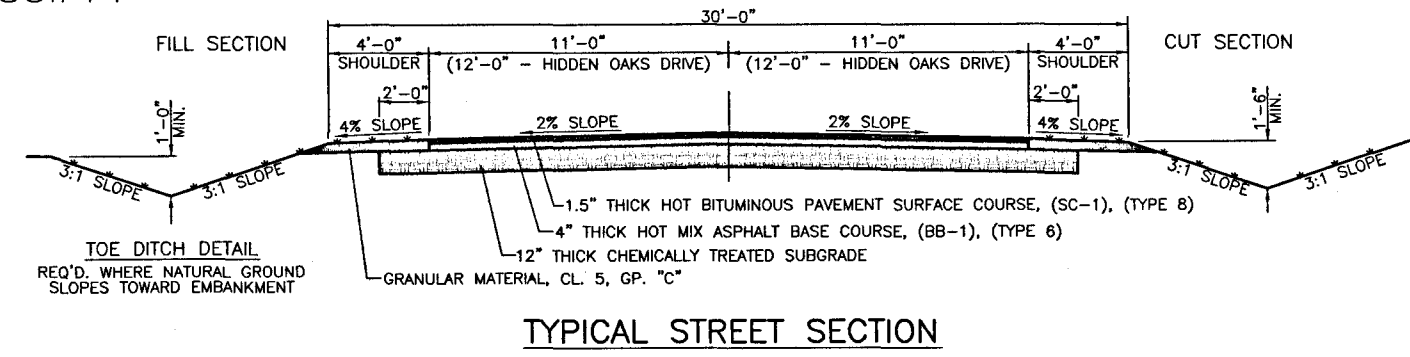 30'-0"
FILL SECTION
4'-0"
11'-0"
11'-0"
4'-0"
CUT SECTION
SHOULDER
(12'-0" - HIDDEN OAKS DRIVE)
(12'-0" - HIDDEN OAKS DRIVE)
SHOULDER
2'-0"
2'-0"
1'-0"
MIN.
1'-6"
MIN.
4% SLOPE
2% SLOPE
2% SLOPE
4% SLOPE
3:1 SLOPE
3:1 SLOPE
3:1 SLOPE
3:1 SLOPE
1.5" THICK HOT BITUMINOUS PAVEMENT SURFACE COURSE, (SC-1), (TYPE 8)
4" THICK HOT MIX ASPHALT BASE COURSE, (BB-1), (TYPE 6)
12" THICK CHEMICALLY TREATED SUBGRADE
GRANULAR MATERIAL, CL. 5, GP. "C"
TOE DITCH DETAIL
REQ'D. WHERE NATURAL GROUND
SLOPES TOWARD EMBANKMENT
TYPICAL STREET SECTION